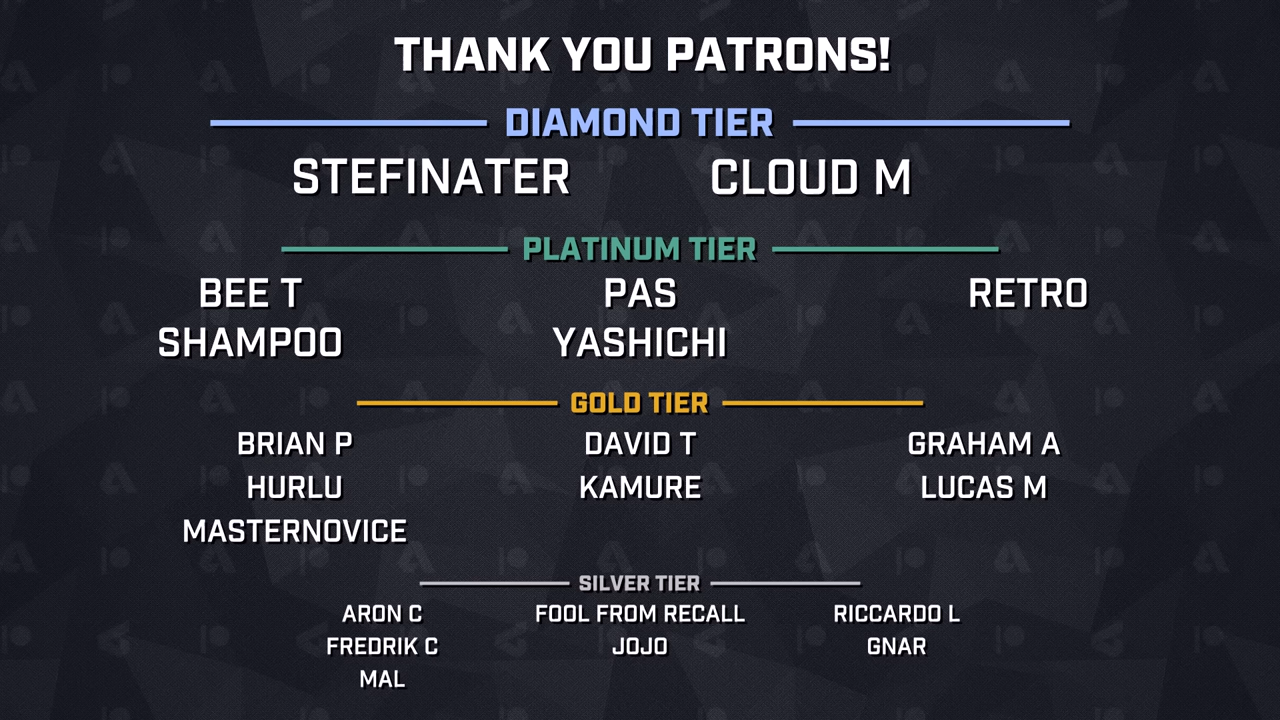 THANK YOU PATRONS!
DIAMOND TIER
STEFINATER CLOUD M
PLATINUM TIER
BEE T PAS RETRO
SHAMPOO YASHICHI
GOLD TIER
BRIAN P DAVID T GRAHAM A
HURLU KAMURE LUCAS M
MASTERNOVICE
SILVER TIER
ARON C FOOL FROM RECALL RICCARDO L
FREDRIK C JOJO GNAR
MAL